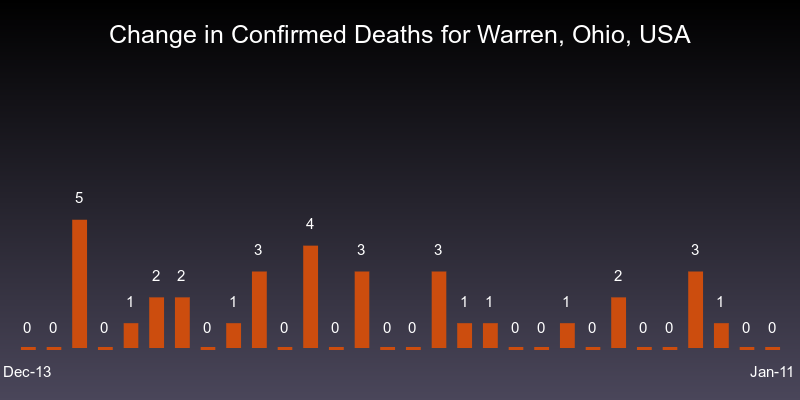 Change in Confirmed Deaths for Warren, Ohio, USA
0 0 5 0 1 2 2 0 1 3 0 4 0 3 0 0 3 1 1 0 0 1 0 2 0 0 3 1 0 0
Dec-13 Jan-11